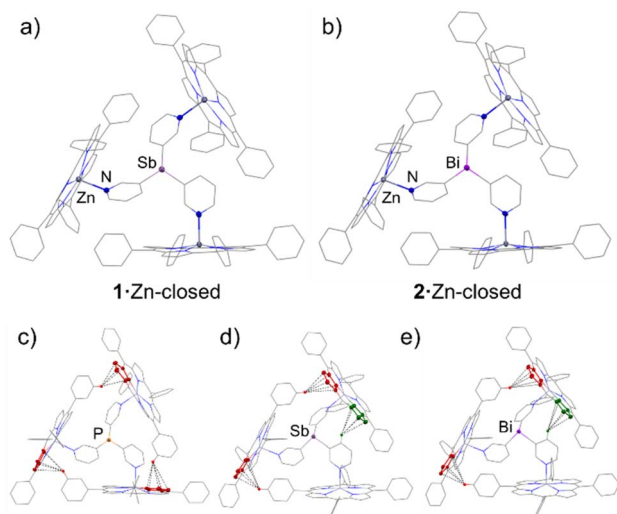 a)
b)
Sb
Bi
N
Zn
N
Zn
1·Zn-closed
2·Zn-closed
c)
d)
e)
P
Sb
Bi